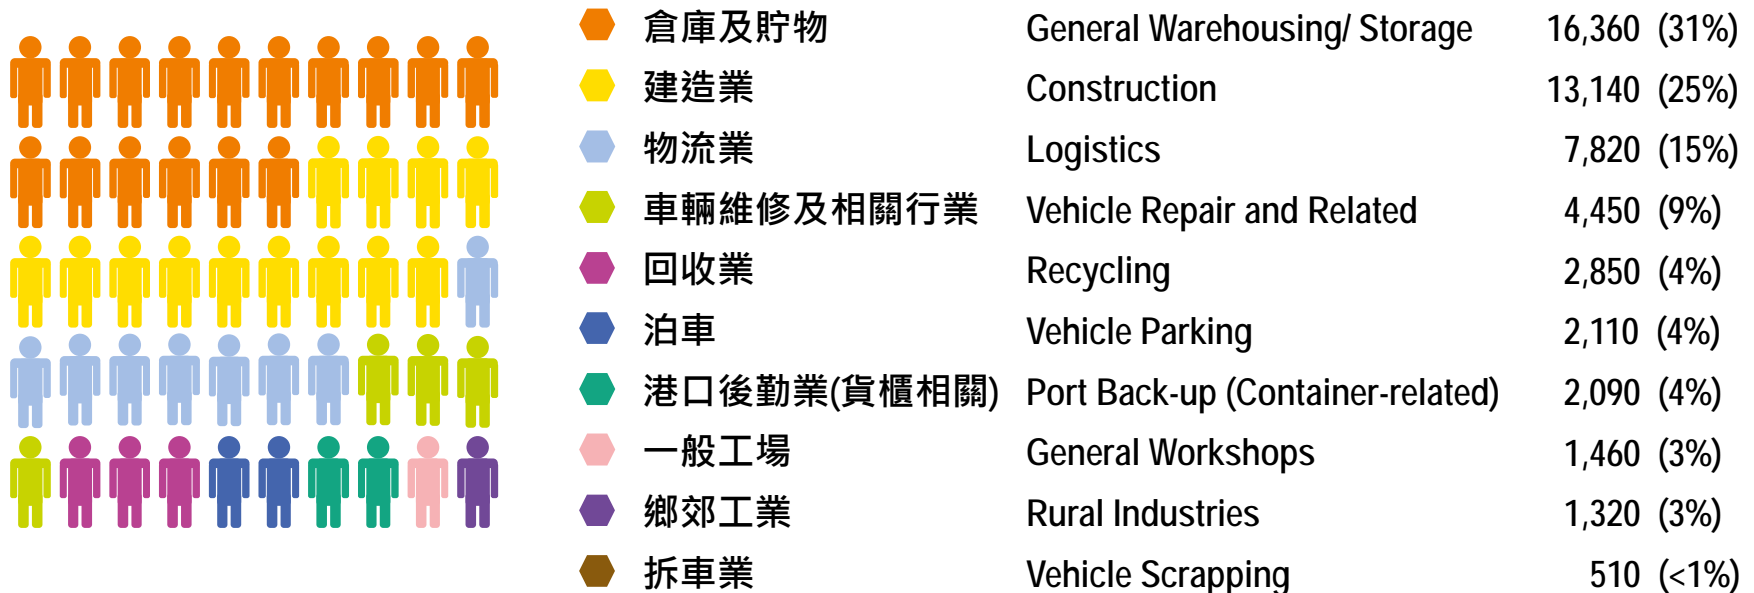 倉庫及貯物 General Warehousing/ Storage 16,360 (31%)
建造業 Construction 13,140 (25%)
物流業 Logistics 7,820 (15%)
車輛維修及相關行業 Vehicle Repair and Related 4,450 (9%)
回收業 Recycling 2,850 (4%)
泊車 Vehicle Parking 2,110 (4%)
港口後勤業(貨櫃相關) Port Back-up (Container-related) 2,090 (4%)
一般工場 General Workshops 1,460 (3%)
鄉郊工業 Rural Industries 1,320 (3%)
拆車業 Vehicle Scrapping 510 (<1%)